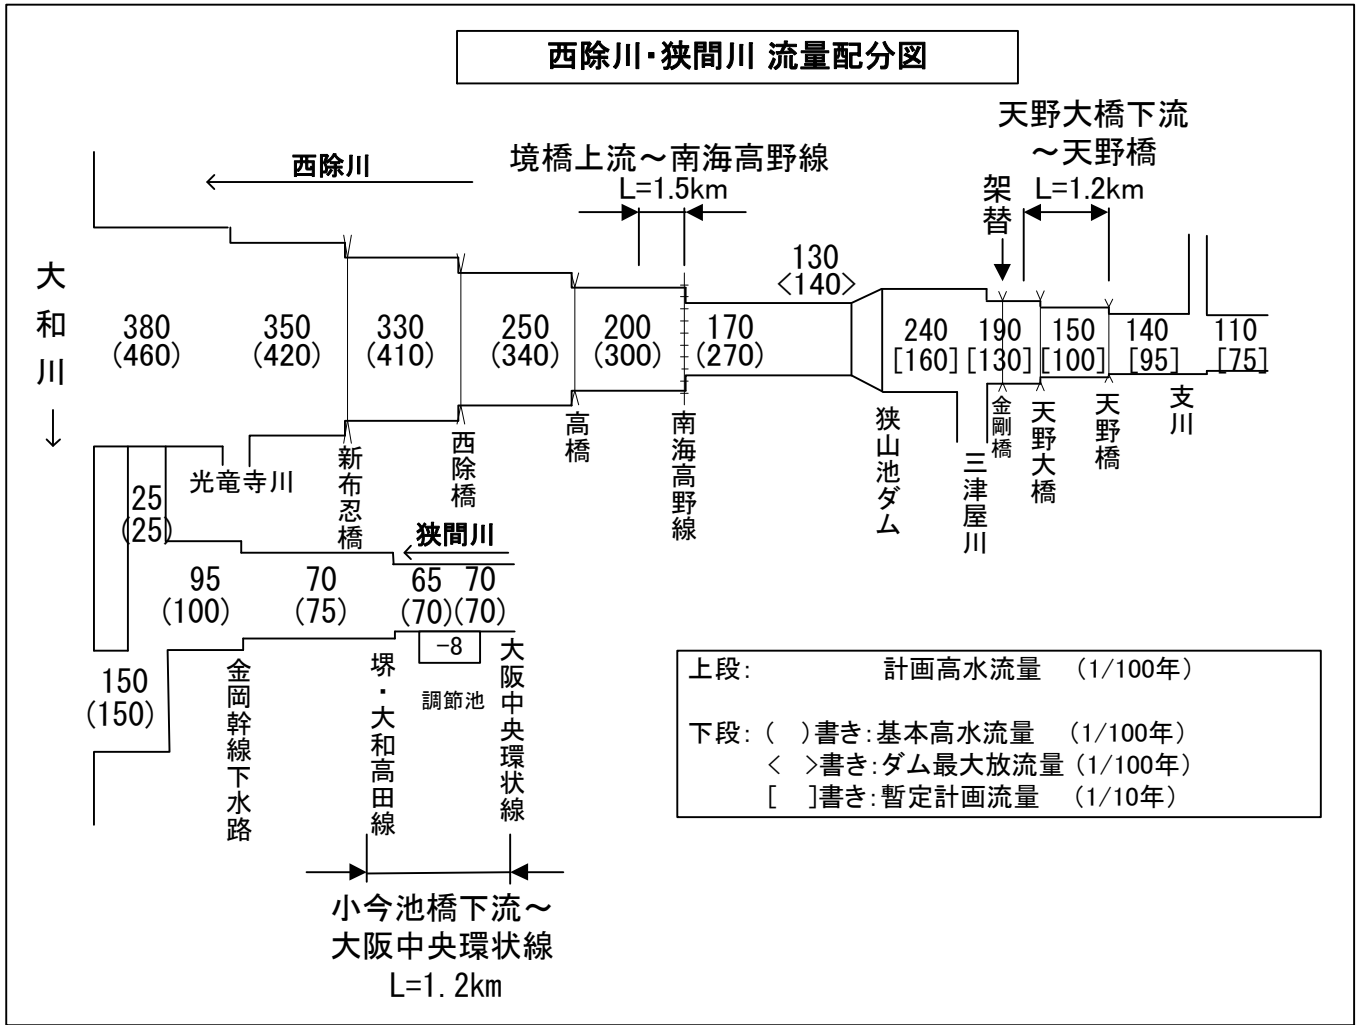 西除川・狭間川 流量配分図
天野大橋下流
～天野橋
L=1.2km
境橋上流～南海高野線
L=1.5km
西除川
架替
130
<140>
大和川
↓
380
(460)
350
(420)
330
(410)
250
(340)
200
(300)
170
(270)
240
[160]
190
[130]
150
[100]
140
[95]
110
[75]
光竜寺川
新布忍橋
西除橋
高橋
南海高野線
狭山池ダム
三津屋川
金剛橋
天野大橋
天野橋
支川
25
(25)
狭間川
95
(100)
70
(75)
65
(70)
70
(70)
-8
調節池
150
(150)
金岡幹線下水路
堺・大和高田線
大阪中央環状線
小今池橋下流～
大阪中央環状線
L=1.2km
上段: 計画高水流量 (1/100年)
下段:( )書き:基本高水流量 (1/100年)
< >書き:ダム最大放流量 (1/100年)
[ ]書き:暫定計画流量 (1/10年)